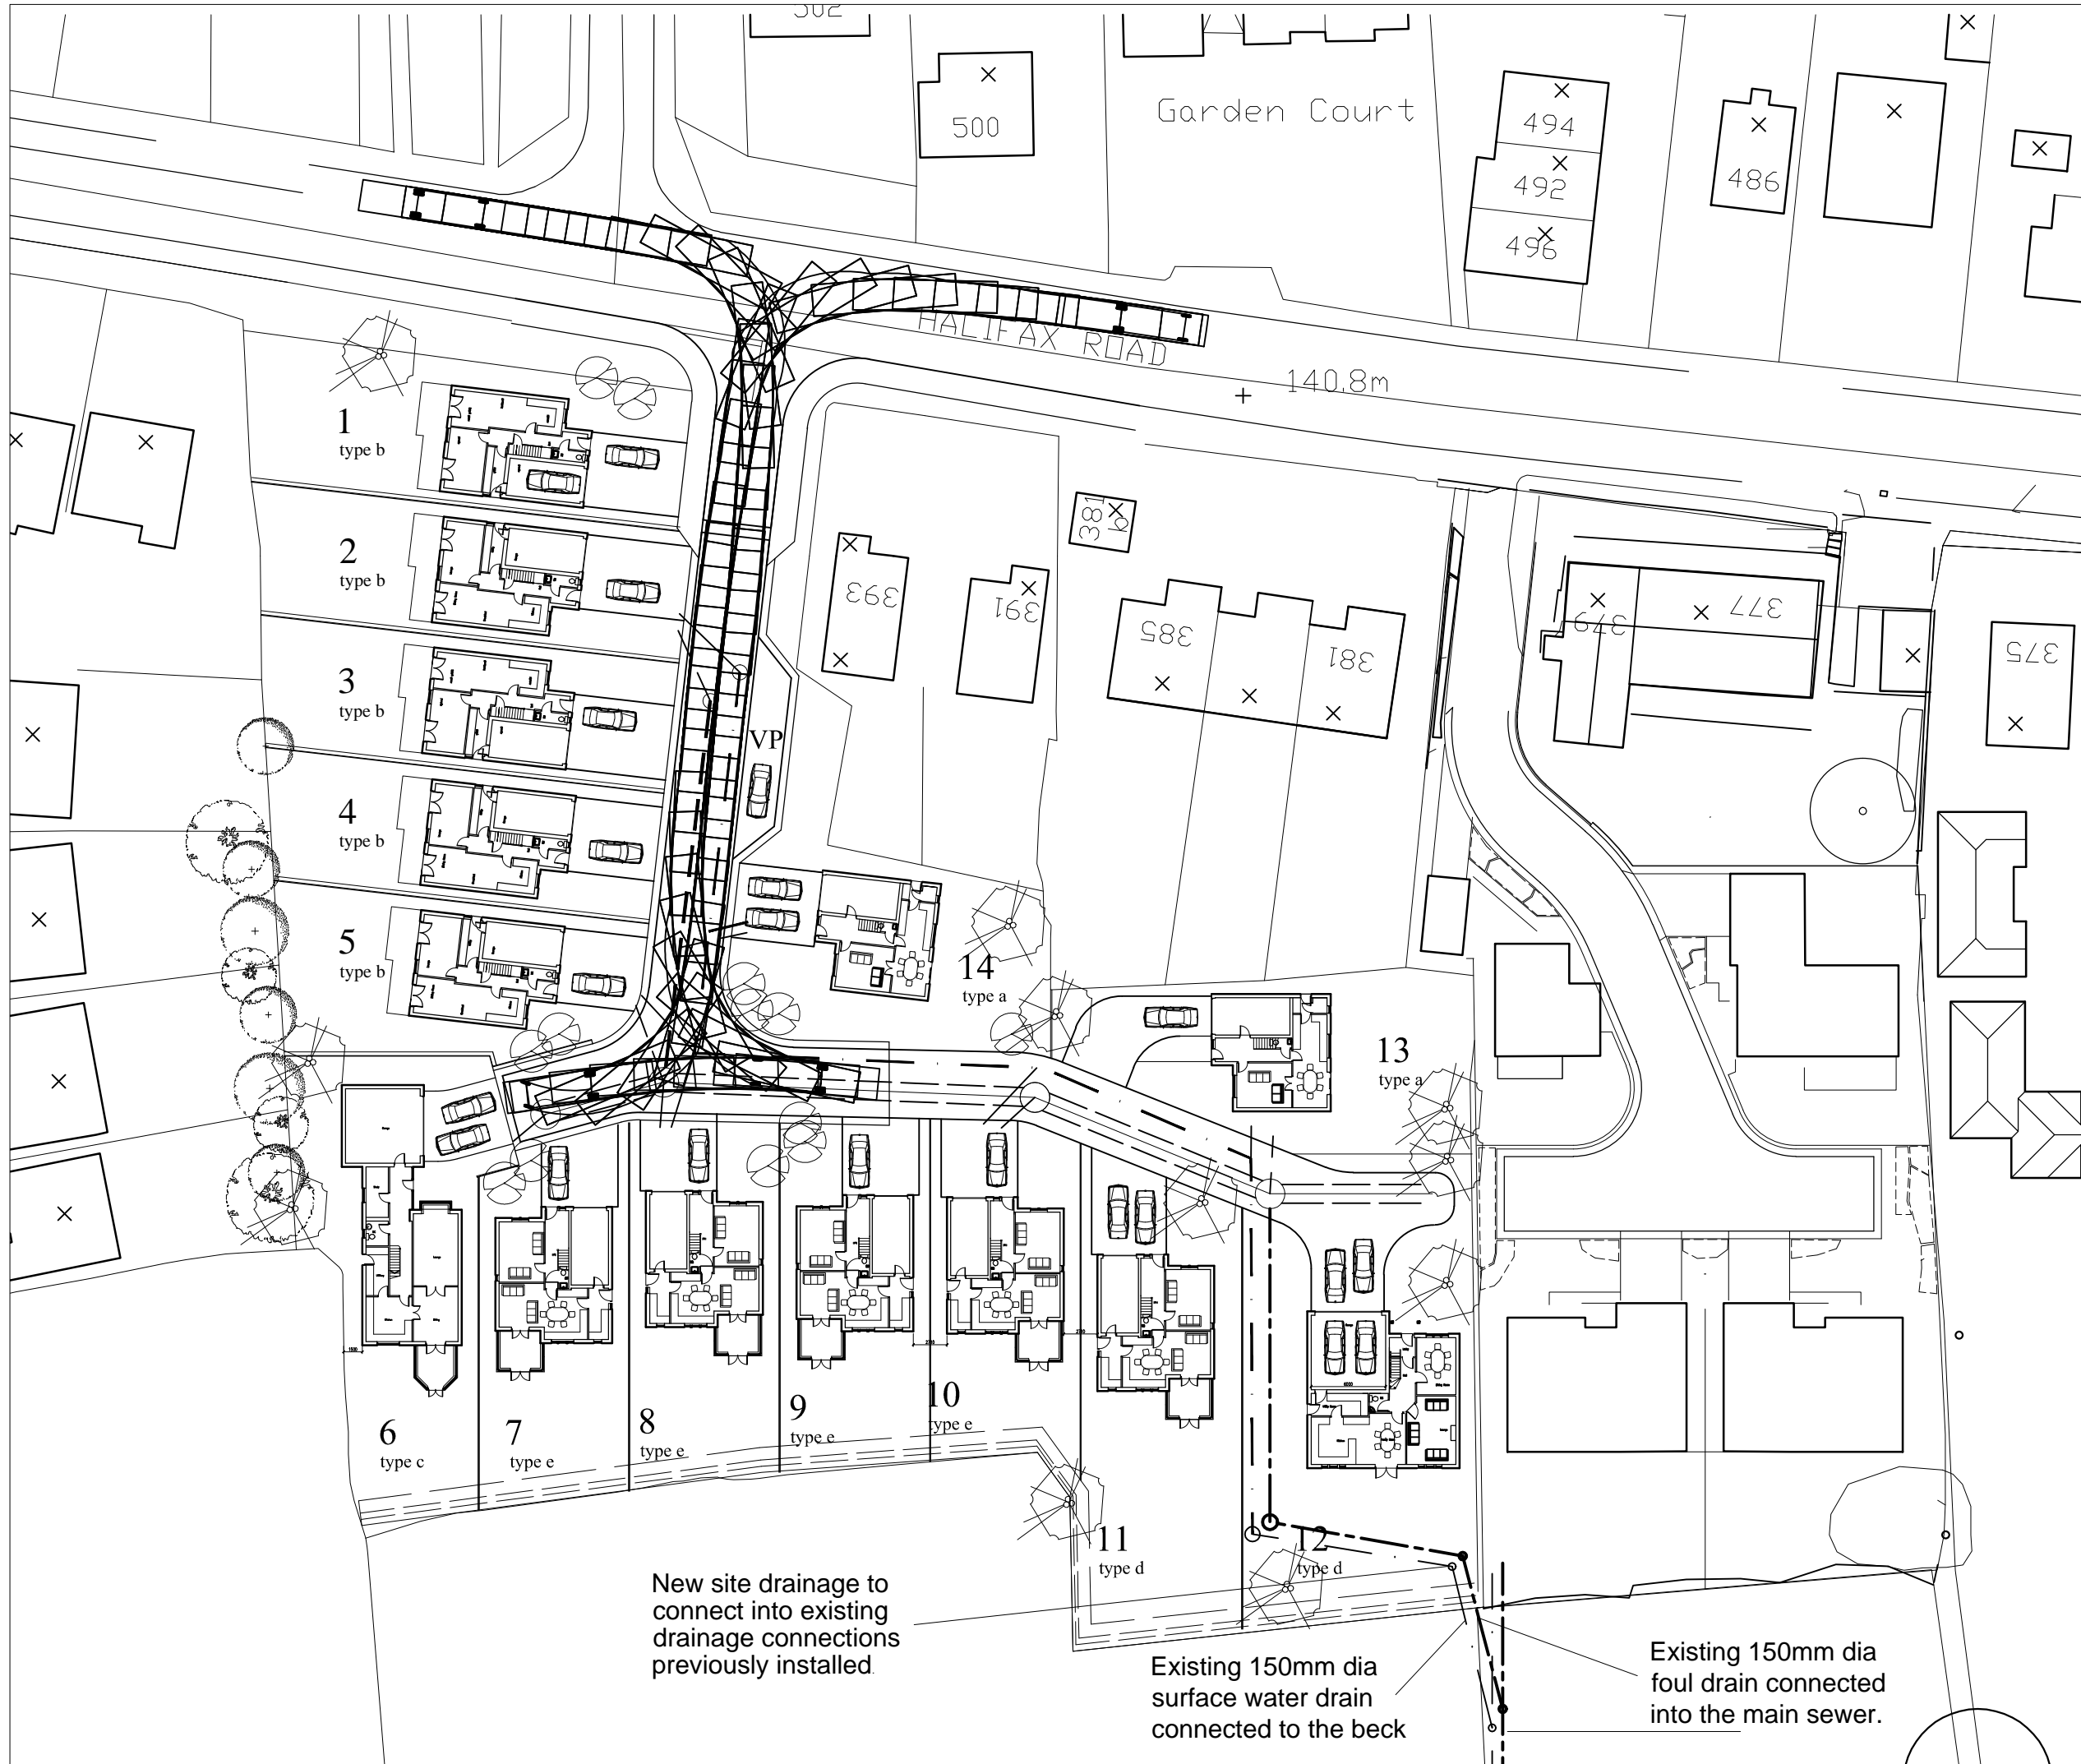 502
500
Garden Court
494
492
496
486
HALIFAX ROAD
140.8m
1
type b
2
type b
3
type b
4
type b
5
type b
VP
393
391
381
385
381
379
377
375
14
type a
13
type a
6
type c
7
type e
8
type e
9
type e
10
type e
11
type d
12
type d
New site drainage to
connect into existing
drainage connections
previously installed.
Existing 150mm dia
surface water drain
connected to the beck
Existing 150mm dia
foul drain connected
into the main sewer.